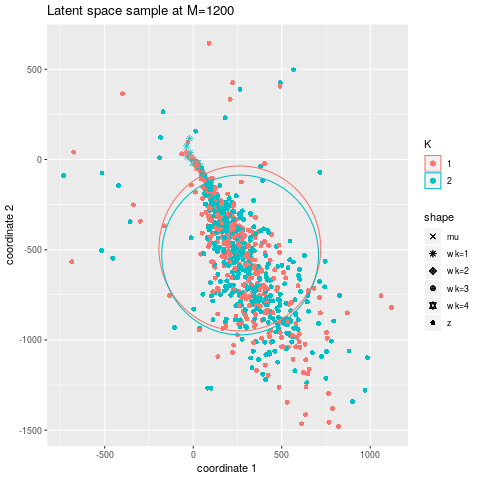 Latent space sample at M=1200
500
0
-500
-1000
-1500
-500
0
500
1000
coordinate 1
coordinate 2
K
1
2
shape
mu
w k=1
w k=2
w k=3
w k=4
z